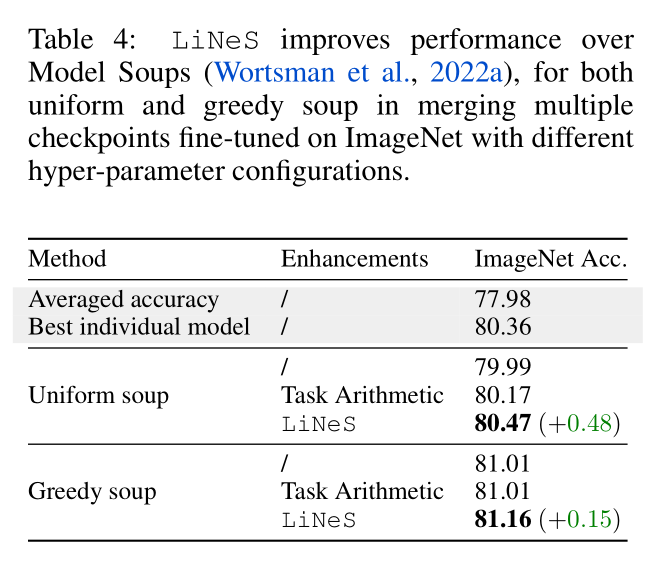 Table 4: LiNeS improves performance over
Model Soups (Wortsman et al., 2022a), for both
uniform and greedy soup in merging multiple
checkpoints fine-tuned on ImageNet with different
hyper-parameter configurations.
Method Enhancements ImageNet Acc.
Averaged accuracy / 77.98
Best individual model / 80.36
/ 79.99
Uniform soup Task Arithmetic 80.17
LiNeS 80.47 (+0.48)
/ 81.01
Greedy soup Task Arithmetic 81.01
LiNeS 81.16 (+0.15)